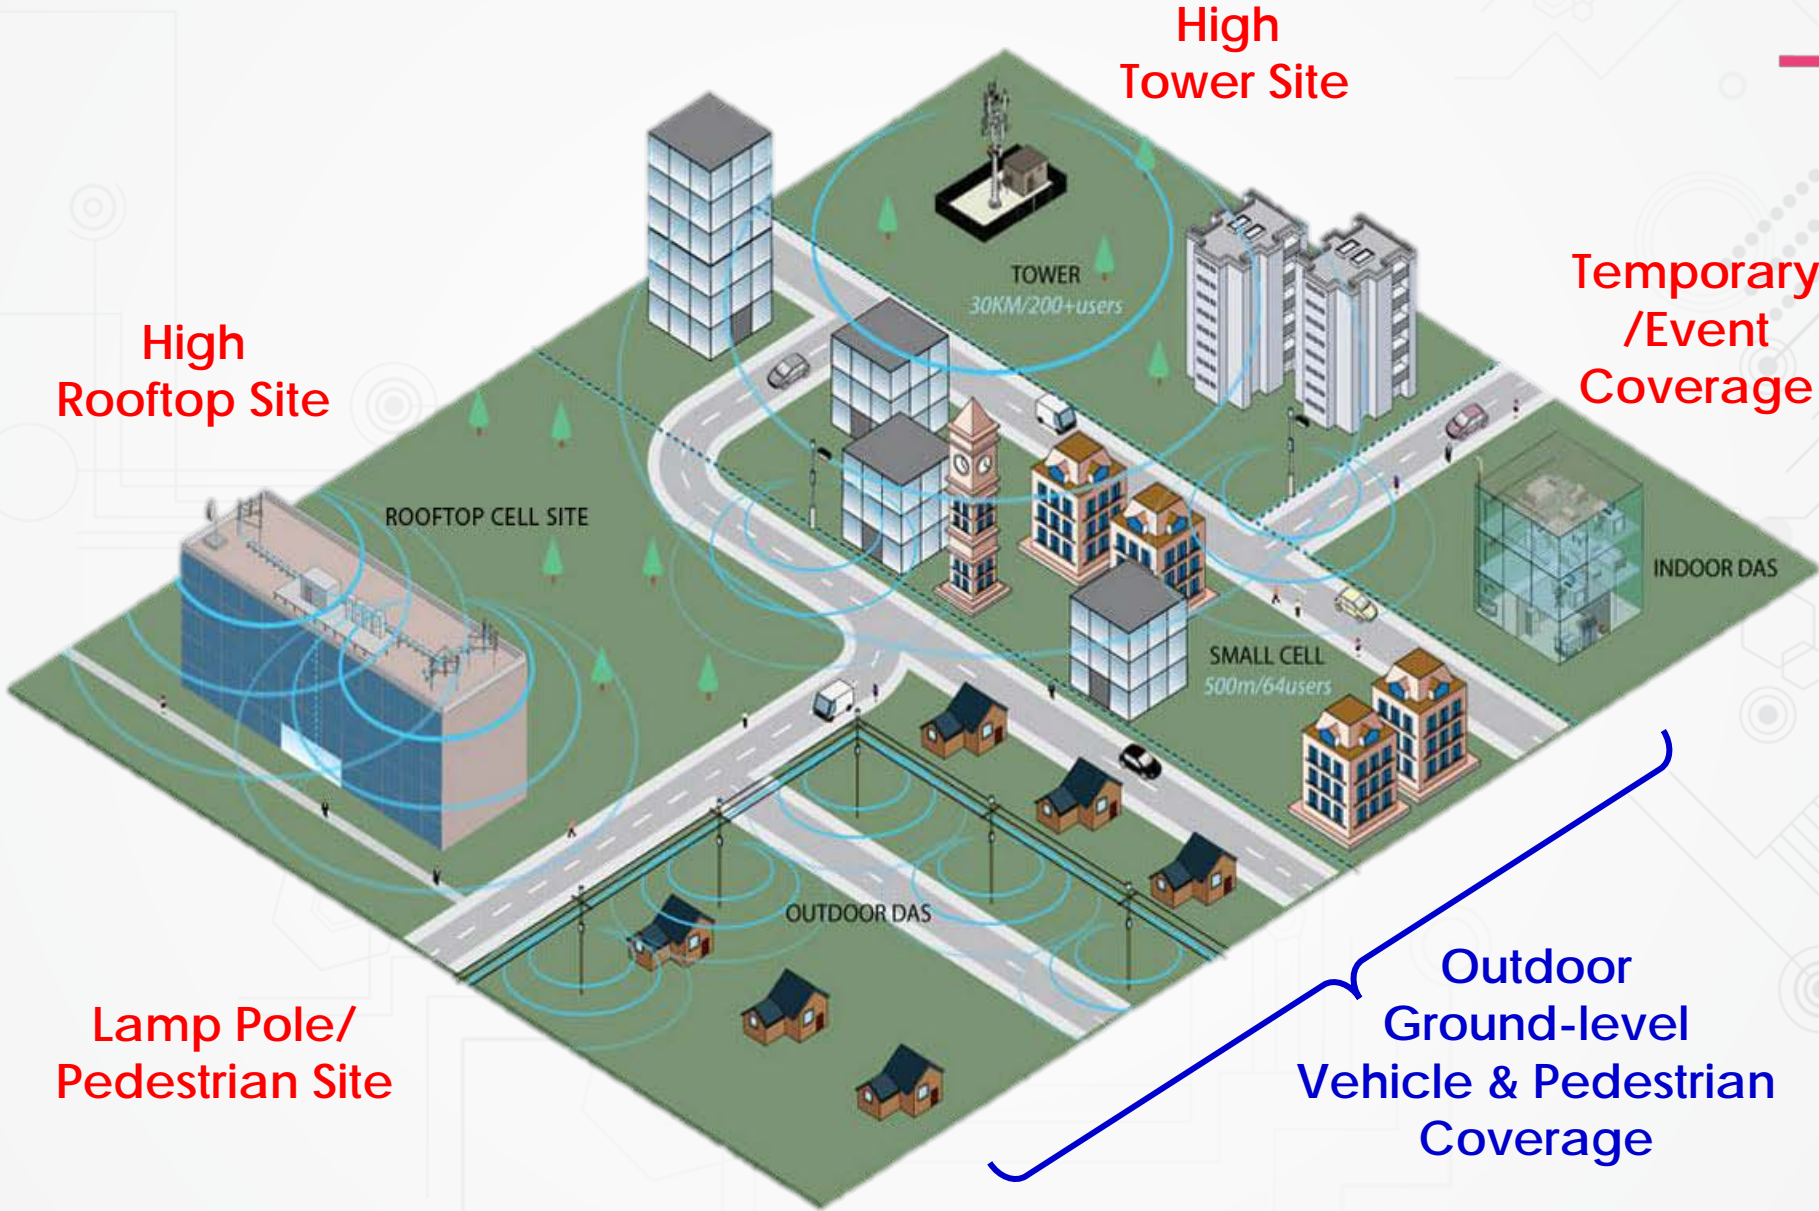 High
Tower Site
TOWER
30KM/200+users
Temporary
/Event
Coverage
High
Rooftop Site
ROOFTOP CELL SITE
INDOOR DAS
SMALL CELL
500m/64users
OUTDOOR DAS
Lamp Pole/
Pedestrian Site
Outdoor
Ground-level
Vehicle & Pedestrian
Coverage